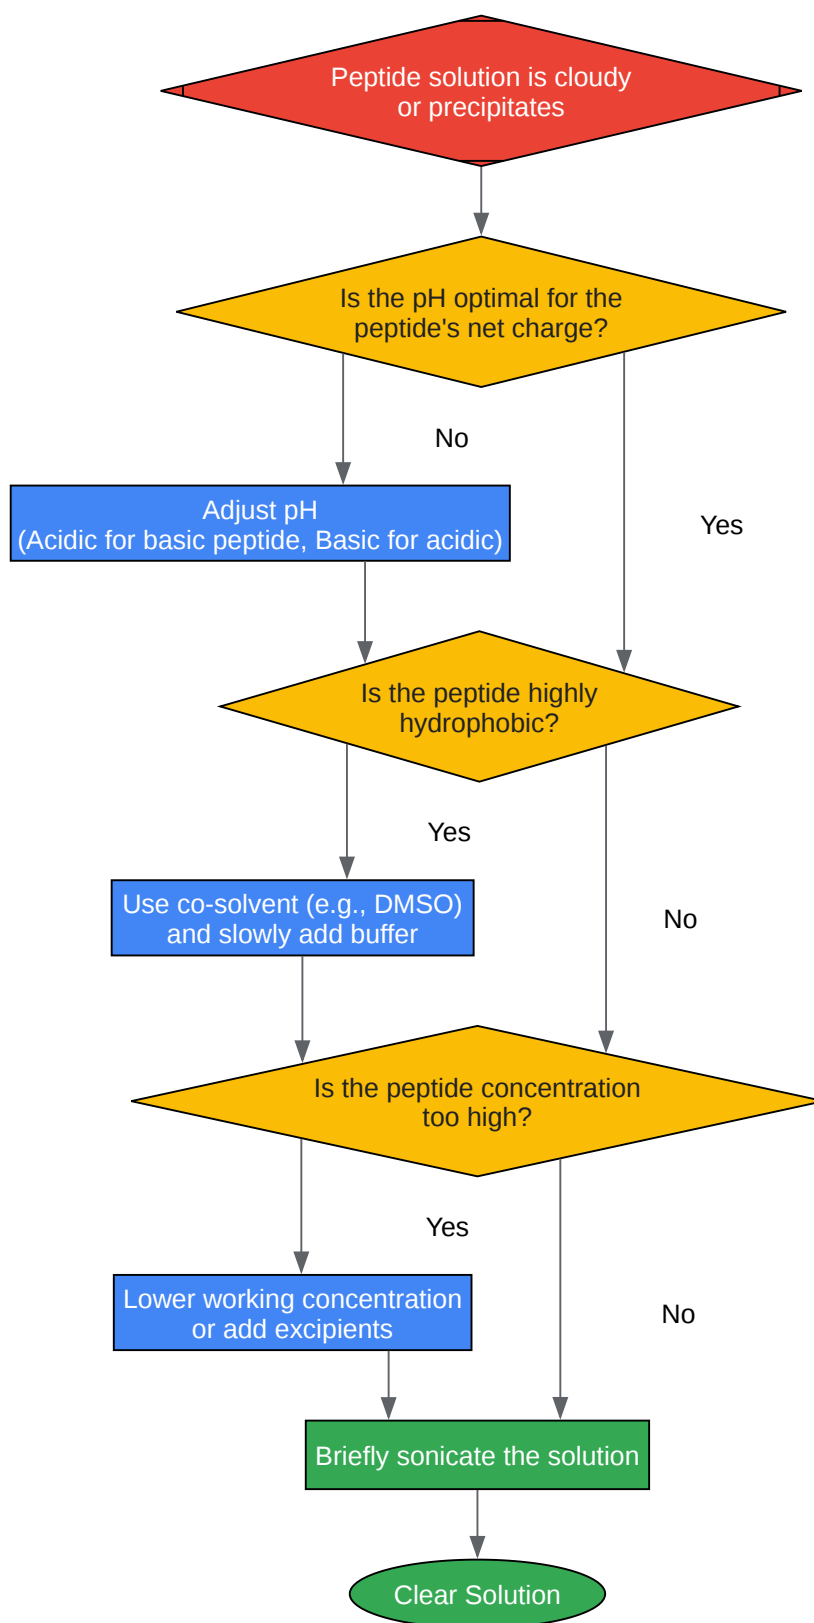 Peptide solution is cloudy
or precipitates
Is the pH optimal for the
peptide's net charge?
No
Adjust pH
(Acidic for basic peptide, Basic for acidic)
Yes
Is the peptide highly
hydrophobic?
Yes
Use co-solvent (e.g., DMSO)
and slowly add buffer
No
Is the peptide concentration
too high?
Yes
Lower working concentration
or add excipients
No
Briefly sonicate the solution
Clear Solution